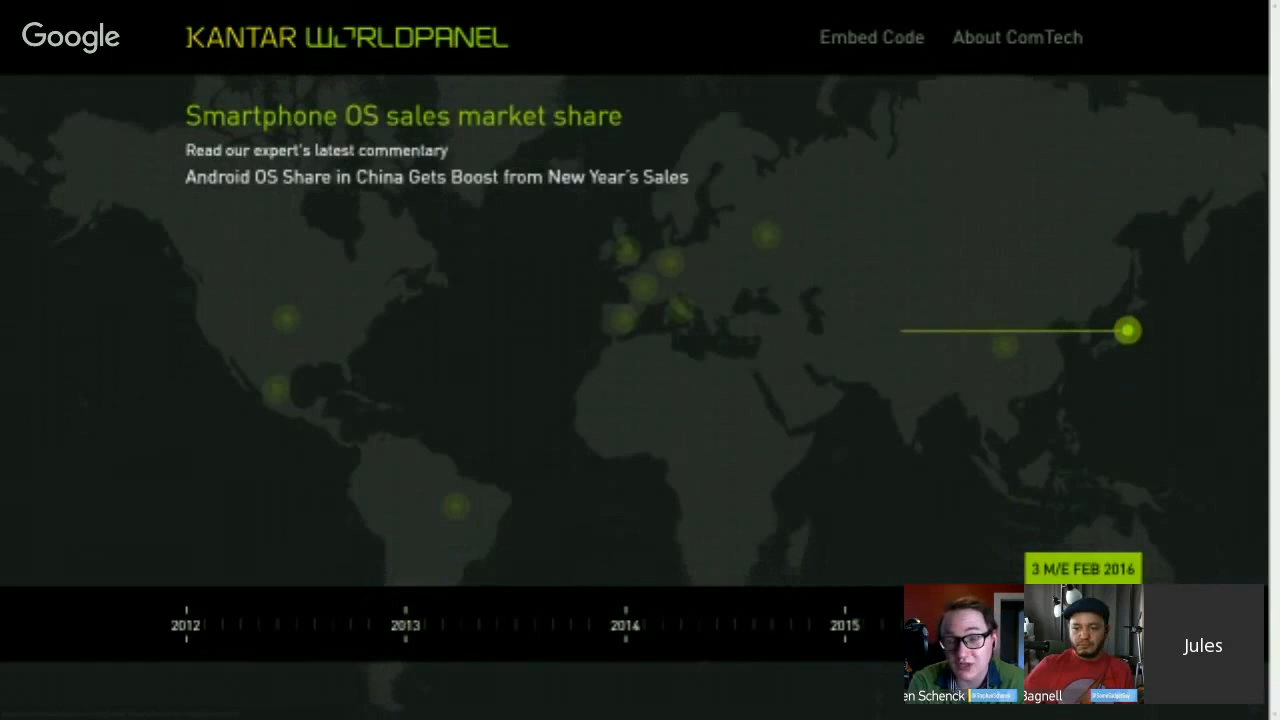 Google
KANTAR WORLDPANEL
Embed Code
About ComTech
Smartphone OS sales market share
Read our expert's latest commentary
Android OS Share in China Gets Boost from New Year's Sales
3 M/E FEB 2016
2012
2013
2014
2015
Jules
en Schenck
Bagnell